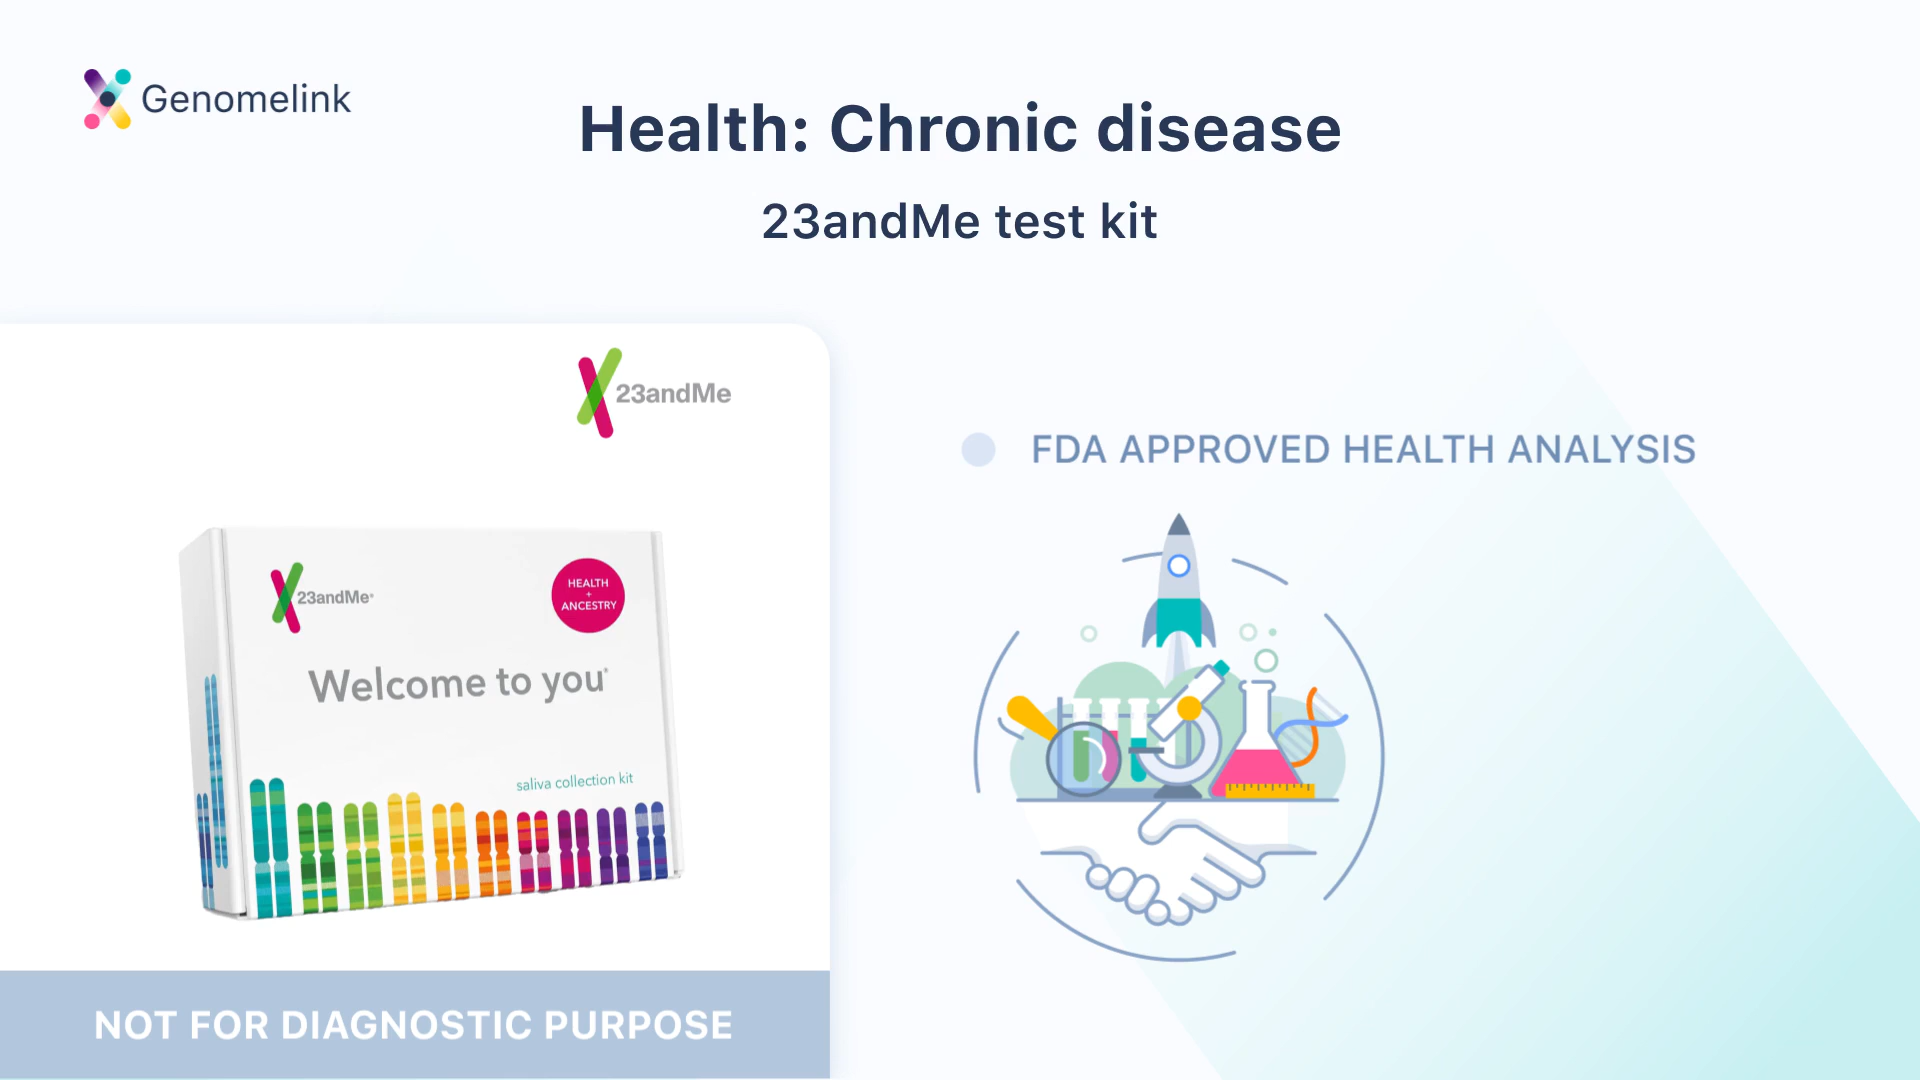 Genomelink
Health: Chronic disease
23andMe test kit
23andMe
FDA APPROVED HEALTH ANALYSIS
23andMe®
HEALTH
+
ANCESTRY
Welcome to you®
saliva collection kit
NOT FOR DIAGNOSTIC PURPOSE